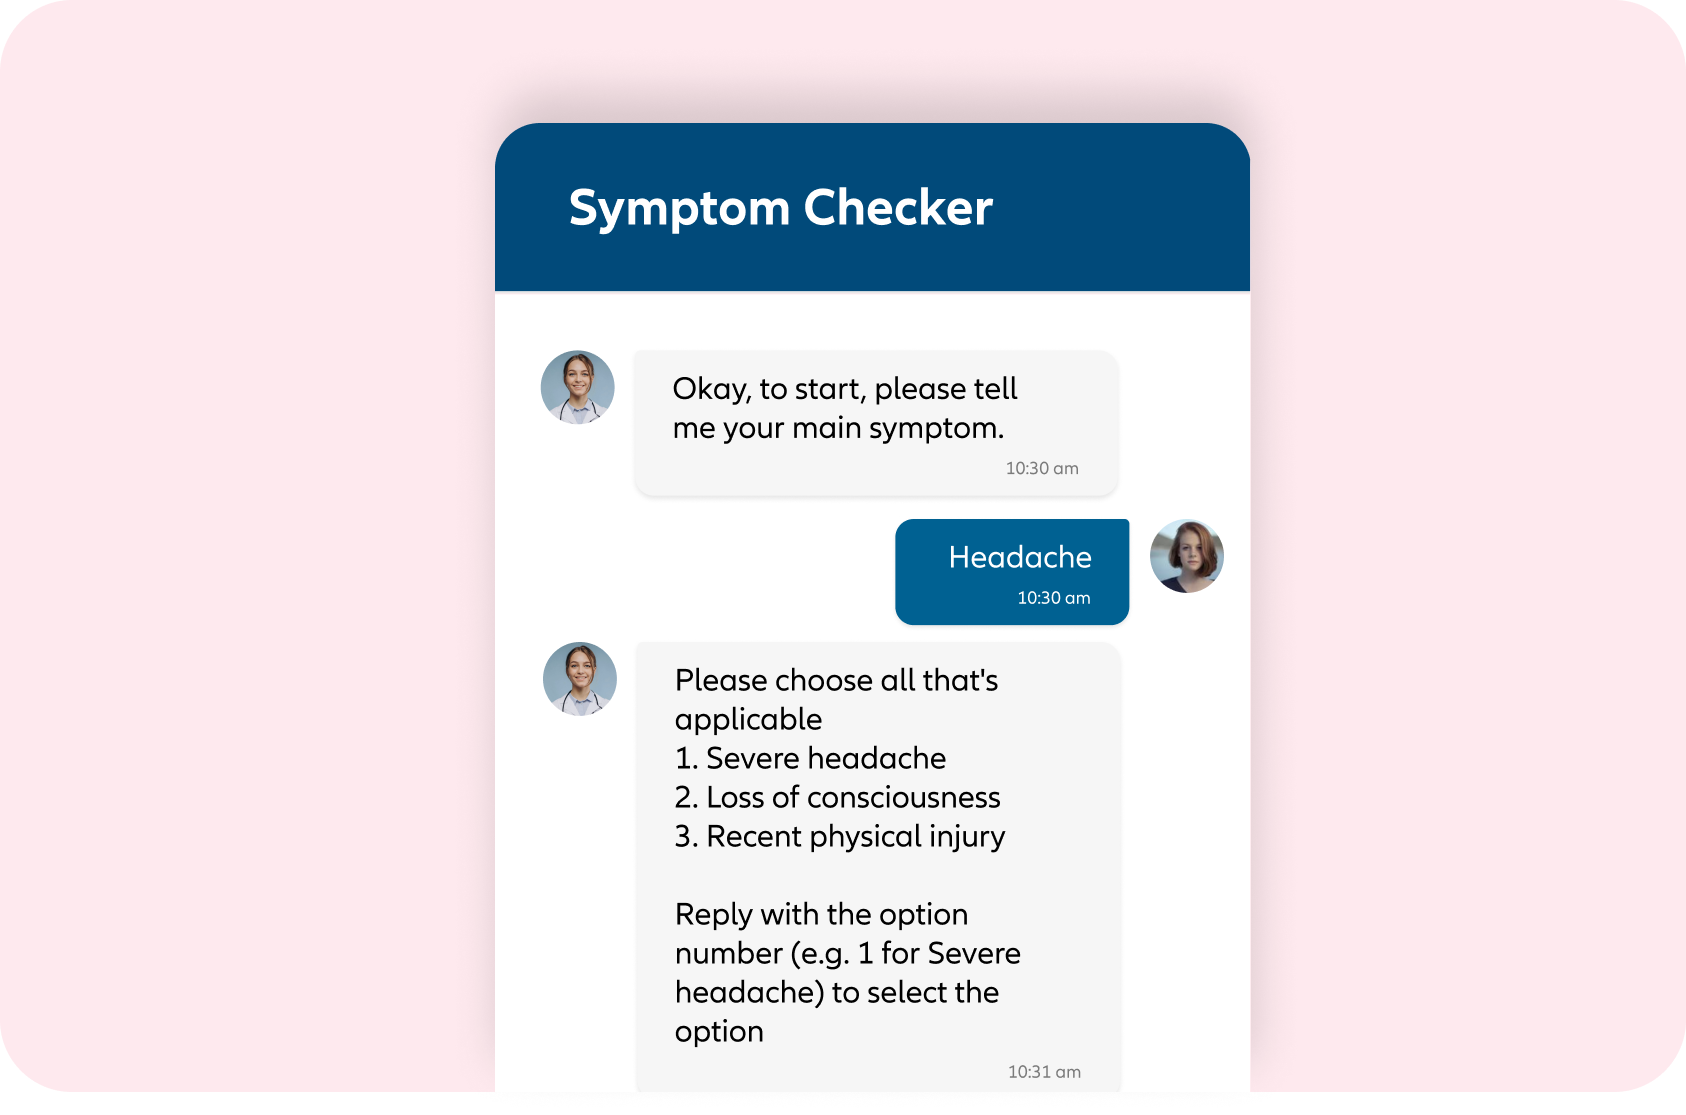 Symptom Checker
Okay, to start, please tell
me your main symptom.
10:30 am
Headache
10:30 am
Please choose all that's
applicable
1. Severe headache
2. Loss of consciousness
3. Recent physical injury
Reply with the option
number (e.g. 1 for Severe
headache) to select the
option
10:31 am